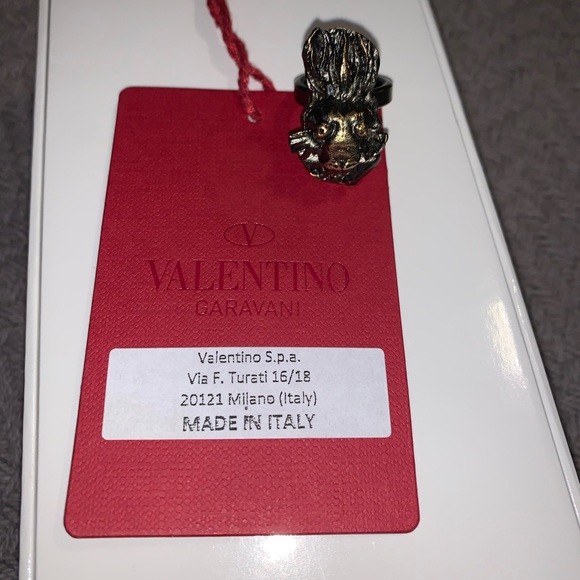 V
VALENTINO
GARAVANI
Valentino S.p.a.
Via F. Turati 16/18
20121 Milano (Italy)
MADE IN ITALY